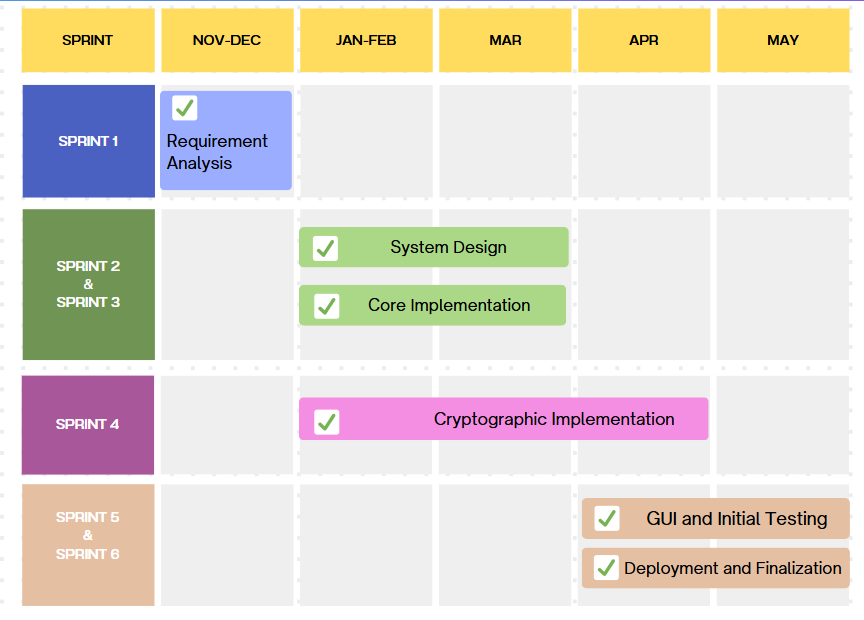 SPRINT
NOV-DEC
JAN-FEB
MAR
APR
MAY
SPRINT 1
Requirement
Analysis
SPRINT 2
&
SPRINT 3
System Design
Core Implementation
SPRINT 4
Cryptographic Implementation
SPRINT 5
&
SPRINT 6
GUI and Initial Testing
Deployment and Finalization